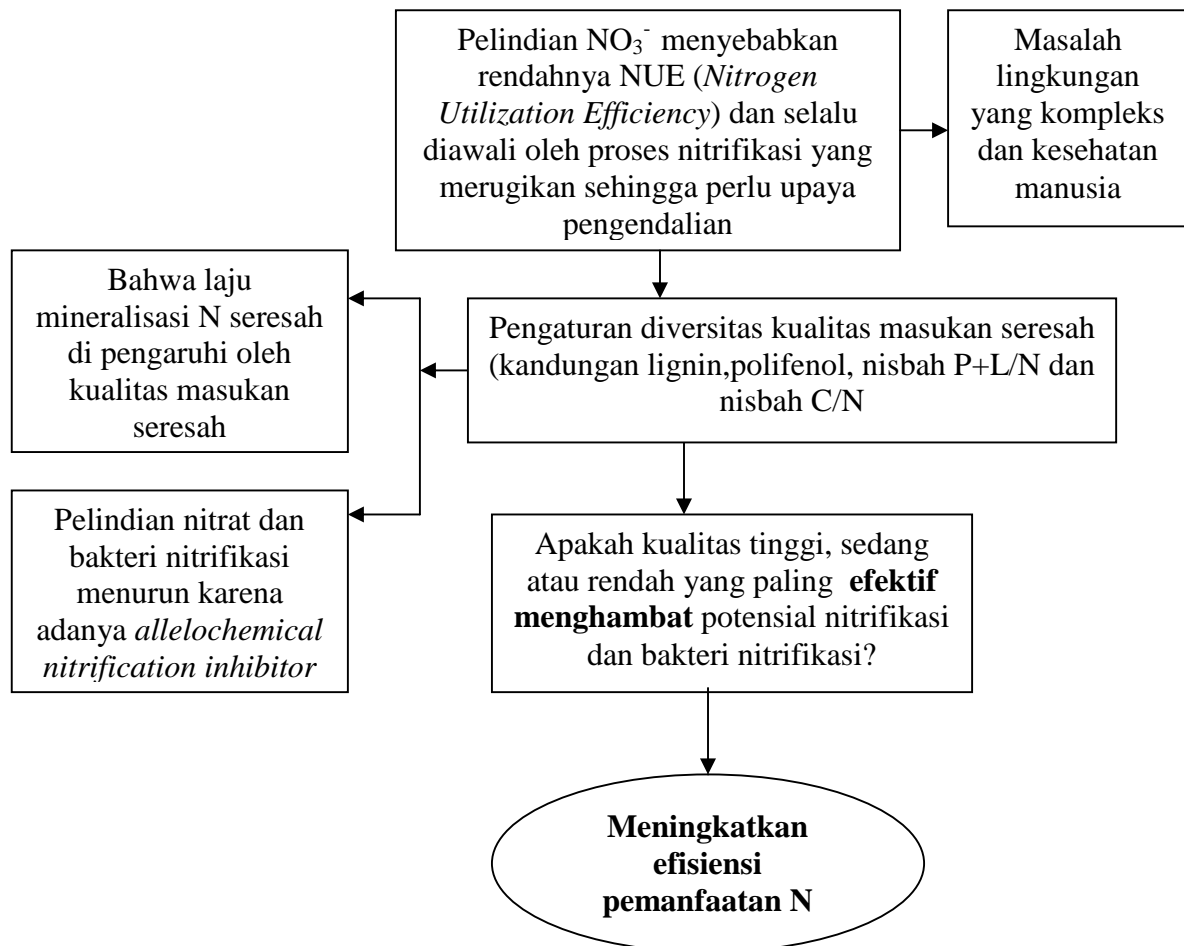 Pelindian NO₃⁻ menyebabkan
rendahnya NUE (Nitrogen
Utilization Efficiency) dan selalu
diawali oleh proses nitrifikasi yang
merugikan sehingga perlu upaya
pengendalian
Masalah
lingkungan
yang kompleks
dan kesehatan
manusia
Bahwa laju
mineralisasi N seresah
di pengaruhi oleh
kualitas masukan
seresah
Pengaturan diversitas kualitas masukan seresah
(kandungan lignin,polifenol, nisbah P+L/N dan
nisbah C/N
Pelindian nitrat dan
bakteri nitrifikasi
menurun karena
adanya allelochemical
nitrification inhibitor
Apakah kualitas tinggi, sedang
atau rendah yang paling efektif
menghambat potensial nitrifikasi
dan bakteri nitrifikasi?
Meningkatkan
efisiensi
pemanfaatan N